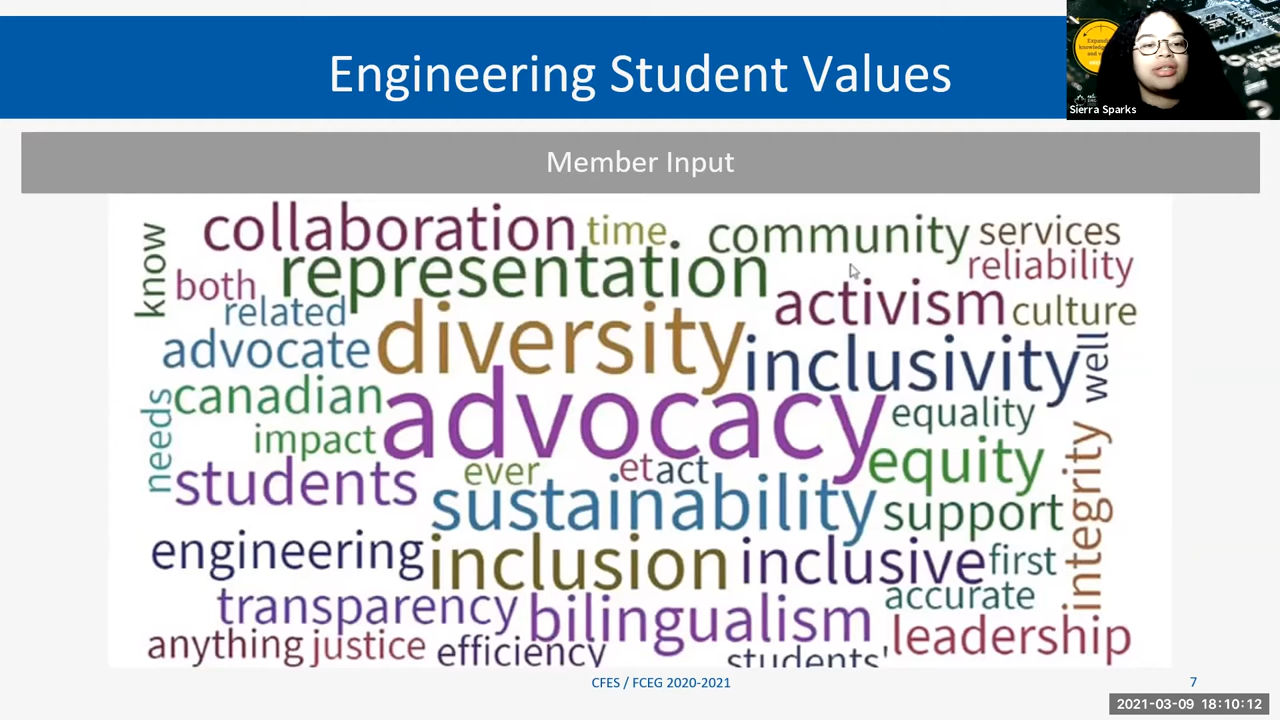 Engineering Student Values
Sierra Sparks
Member Input
know
collaboration time community services
both representation reliability
related activism culture
advocate diversity inclusivity well
needs canadian advocacy equality
impact equity integrity
students ever et act
sustainability support
engineering inclusion inclusive first
transparency bilingualism accurate
anything justice efficiency students' leadership
CFES / FCEG 2020-2021
7
2021-03-09 18:10:12